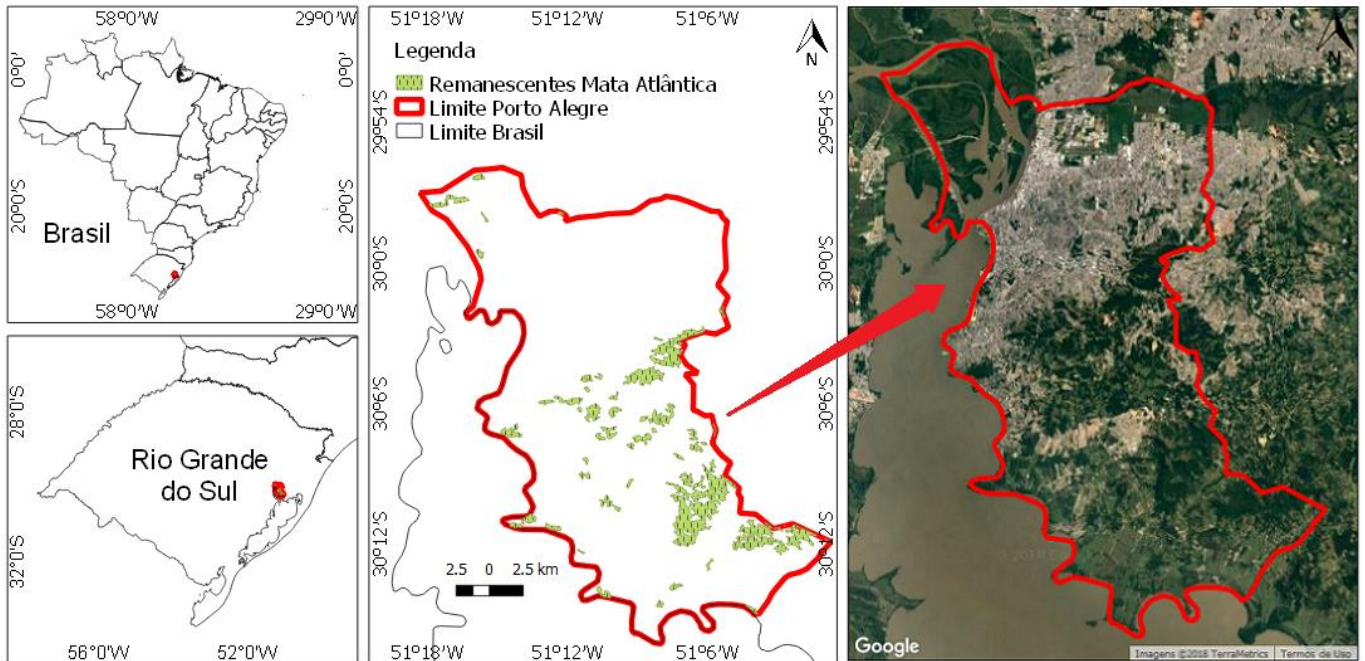 58°0'W
29°0'W
0°0'
0°0'
20°0'S
20°0'S
Brasil
58°0'W
29°0'W
28°0'S
Rio Grande
do Sul
32°0'S
56°0'W
52°0'W
51°18'W
51°12'W
51°6'W
Legenda
N
Remanescentes Mata Atlântica
Limite Porto Alegre
Limite Brasil
29°54'S
29°54'S
30°0'S
30°0'S
30°6'S
30°6'S
30°12'S
30°12'S
2.5 0 2.5 km
51°18'W
51°12'W
51°6'W
N
Google
Imagens ©2018 TerraMetrics
Termos de Uso